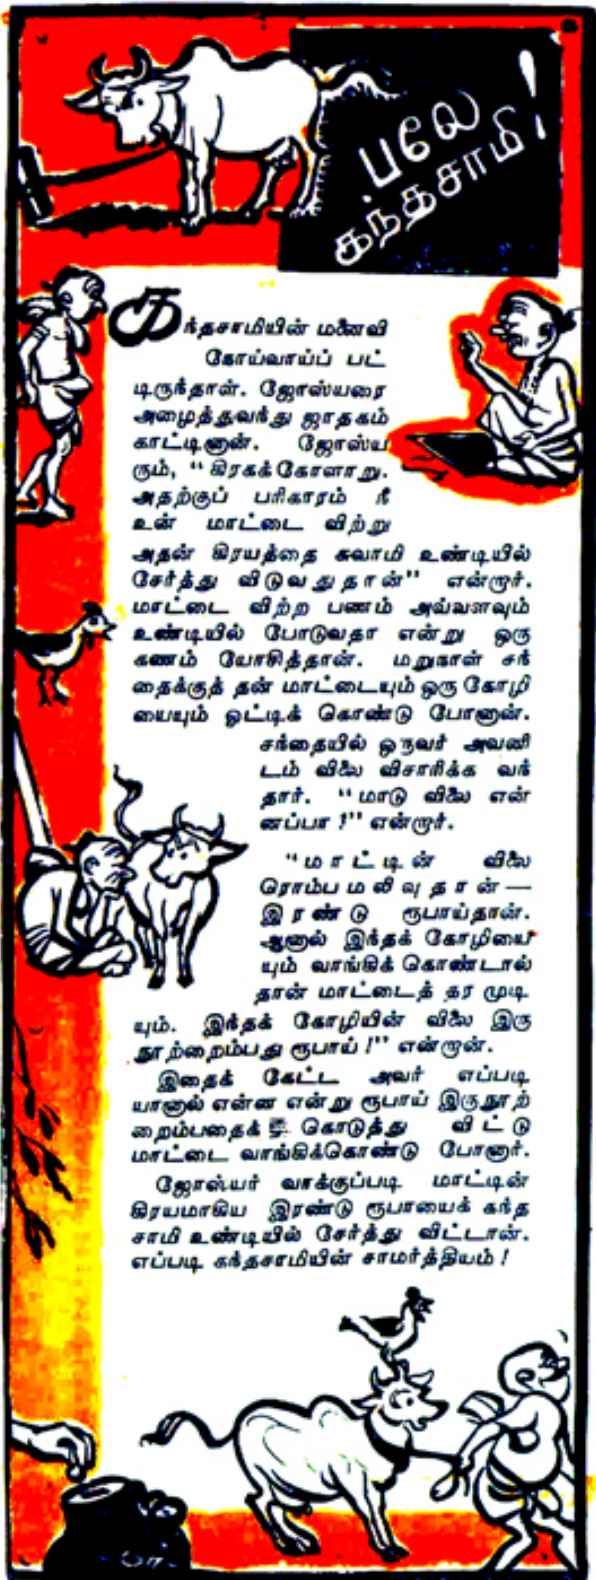 பலே
கந்தசாமி!
கந்தசாமியின் மனைவி
நோய்வாய்ப் பட்
டிருந்தாள். ஜோஸ்யரை
அழைத்துவந்து ஜாதகம்
காட்டினான். ஜோஸ்ய
ரும், "கிரகக்கோளாறு.
அதற்குப் பரிகாரம் நீ
உன் மாட்டை விற்று
அதன் கிரயத்தை சுவாமி உண்டியில்
சேர்த்து விடுவதுதான்" என்றார்.
மாட்டை விற்ற பணம் அவ்வளவும்
உண்டியில் போடுவதா என்று ஒரு
கணம் யோசித்தான். மறுநாள் சந்
தைக்குத் தன் மாட்டையும் ஒரு கோழி
யையும் ஓட்டிக் கொண்டு போனான்.
சந்தையில் ஒருவர் அவனி
டம் விலை விசாரிக்க வந்
தார். "மாடு விலை என்
னப்பா!" என்றார்.
"மாட்டின் விலை
ரொம்ப மலிவுதான்—
இரண்டு ரூபாய்தான்.
ஆனால் இந்தக் கோழியை
யும் வாங்கிக் கொண்டால்
தான் மாட்டைத் தர முடி
யும். இந்தக் கோழியின் விலை இரு
நூற்றைம்பது ரூபாய்!" என்றான்.
இதைக் கேட்ட அவர் எப்படி
யானால் என்ன என்று ரூபாய் இருநூற்
றைம்பதைக் கொடுத்து விட்டு
மாட்டை வாங்கிக்கொண்டு போனார்.
ஜோஸ்யர் வாக்குப்படி மாட்டின்
கிரயமாகிய இரண்டு ரூபாயைக் கந்த
சாமி உண்டியில் சேர்த்து விட்டான்.
எப்படி கந்தசாமியின் சாமர்த்தியம்!